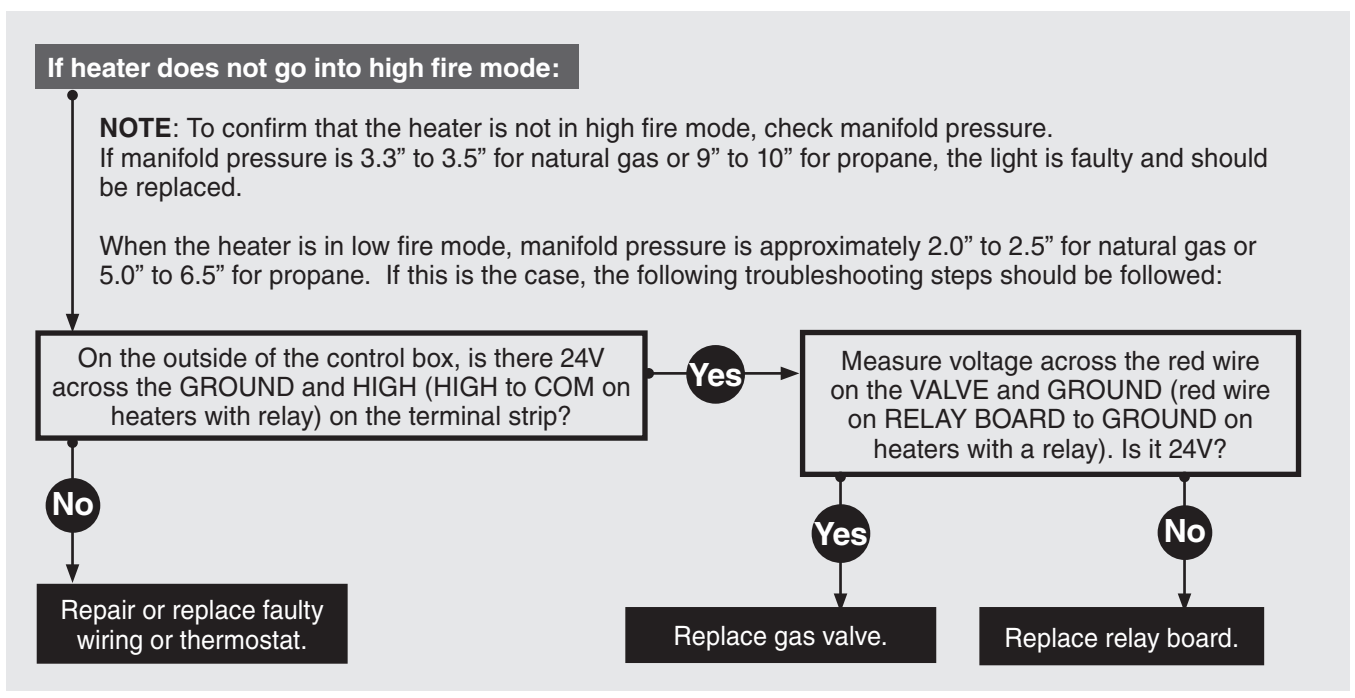 If heater does not go into high fire mode:
NOTE: To confirm that the heater is not in high fire mode, check manifold pressure.
If manifold pressure is 3.3” to 3.5” for natural gas or 9” to 10” for propane, the light is faulty and should
be replaced.
When the heater is in low fire mode, manifold pressure is approximately 2.0” to 2.5” for natural gas or
5.0” to 6.5” for propane.  If this is the case, the following troubleshooting steps should be followed:
On the outside of the control box, is there 24V
across the GROUND and HIGH (HIGH to COM on
heaters with relay) on the terminal strip?
Yes
Measure voltage across the red wire
on the VALVE and GROUND (red wire
on RELAY BOARD to GROUND on
heaters with a relay). Is it 24V?
No
Yes
No
Repair or replace faulty
wiring or thermostat.
Replace gas valve.
Replace relay board.